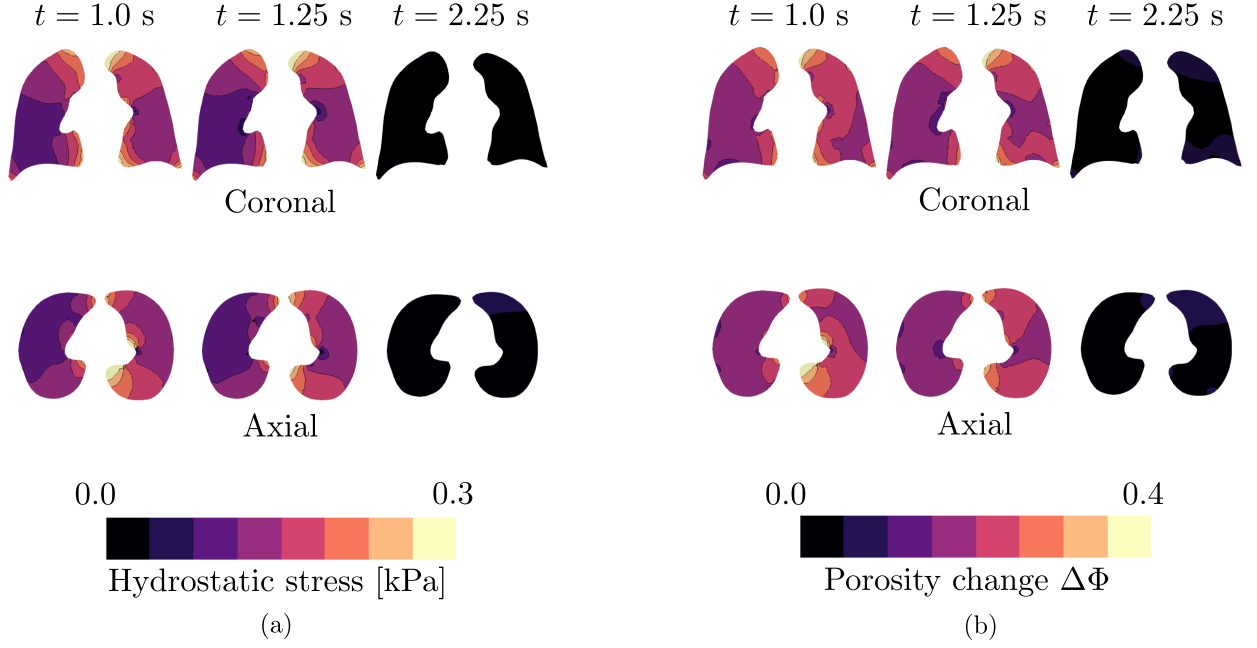 t = 1.0 s t = 1.25 s t = 2.25 s
Coronal
Axial
0.0 0.3
Hydrostatic stress [kPa]
(a)
t = 1.0 s t = 1.25 s t = 2.25 s
Coronal
Axial
0.0 0.4
Porosity change ΔΦ
(b)